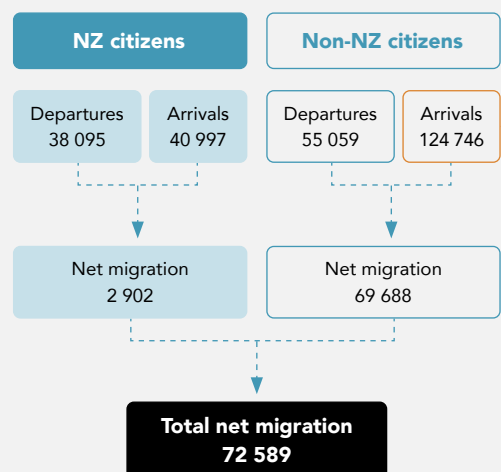 NZ citizens
Non-NZ citizens
Departures
38 095
Arrivals
40 997
Departures
55 059
Arrivals
124 746
Net migration
2 902
Net migration
69 688
Total net migration
72 589